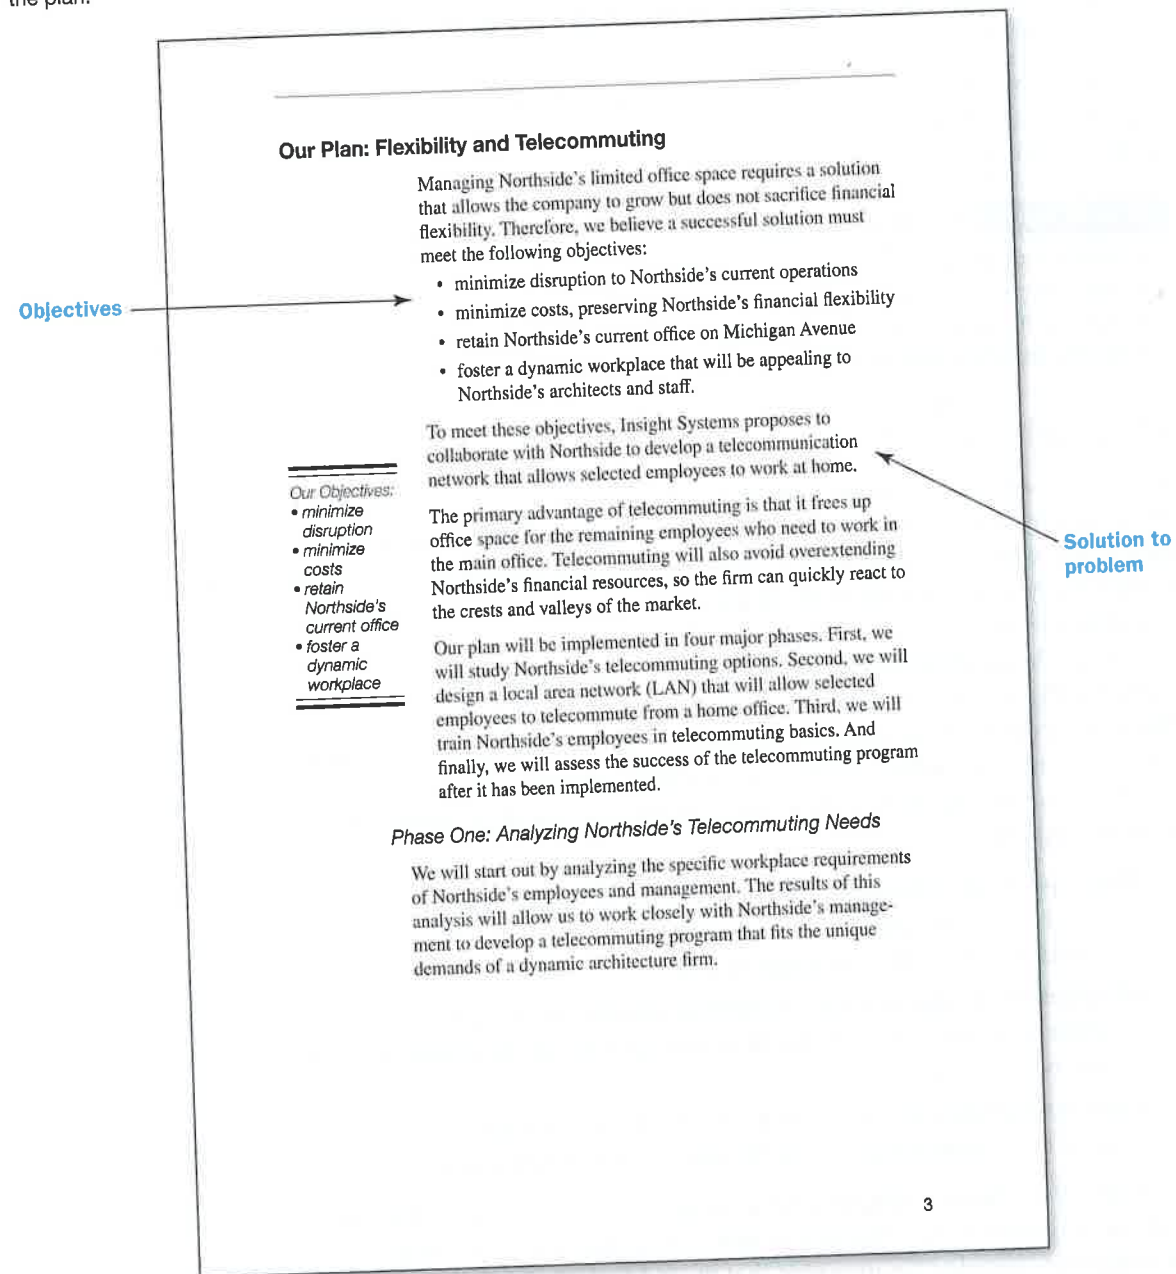 the plan.
Our Plan: Flexibility and Telecommuting
Managing Northside's limited office space requires a solution
that allows the company to grow but does not sacrifice financial
flexibility. Therefore, we believe a successful solution must
meet the following objectives:
• minimize disruption to Northside's current operations
• minimize costs, preserving Northside's financial flexibility
• retain Northside's current office on Michigan Avenue
• foster a dynamic workplace that will be appealing to
Northside's architects and staff.
Objectives
To meet these objectives, Insight Systems proposes to
collaborate with Northside to develop a telecommunication
network that allows selected employees to work at home.
Solution to
problem
Our Objectives:
• minimize
disruption
• minimize
costs
• retain
Northside's
current office
• foster a
dynamic
workplace
The primary advantage of telecommuting is that it frees up
office space for the remaining employees who need to work in
the main office. Telecommuting will also avoid overextending
Northside's financial resources, so the firm can quickly react to
the crests and valleys of the market.
Our plan will be implemented in four major phases. First, we
will study Northside's telecommuting options. Second, we will
design a local area network (LAN) that will allow selected
employees to telecommute from a home office. Third, we will
train Northside's employees in telecommuting basics. And
finally, we will assess the success of the telecommuting program
after it has been implemented.
Phase One: Analyzing Northside's Telecommuting Needs
We will start out by analyzing the specific workplace requirements
of Northside's employees and management. The results of this
analysis will allow us to work closely with Northside's manage-
ment to develop a telecommuting program that fits the unique
demands of a dynamic architecture firm.
3